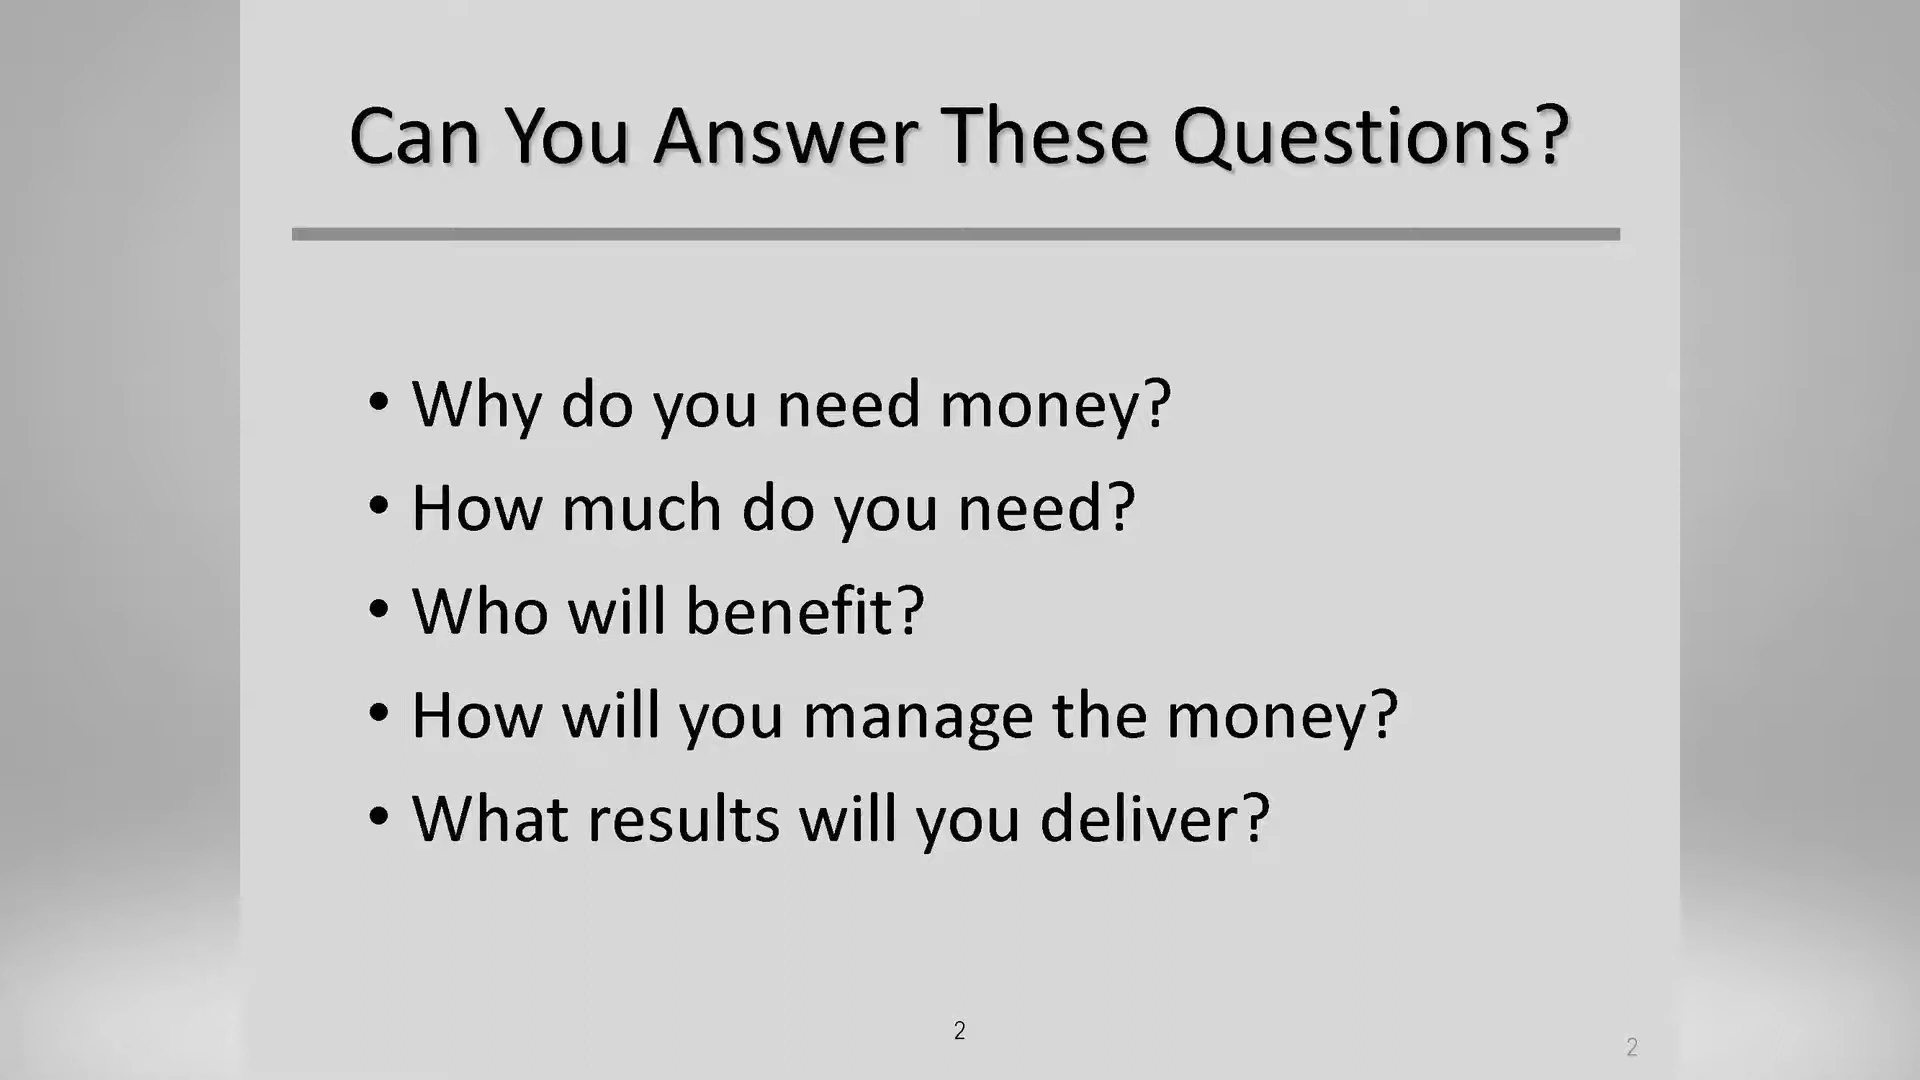 Can You Answer These Questions?
• Why do you need money?
• How much do you need?
• Who will benefit?
• How will you manage the money?
• What results will you deliver?
2
2